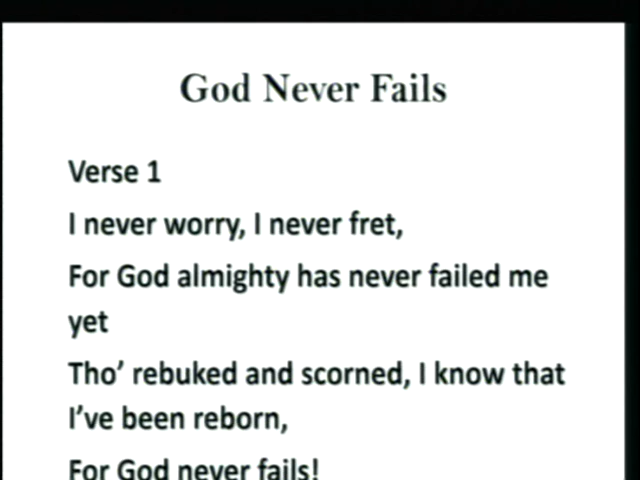 God Never Fails
Verse 1
I never worry, I never fret,
For God almighty has never failed me
yet
Tho’ rebuked and scorned, I know that
I’ve been reborn,
For God never fails!